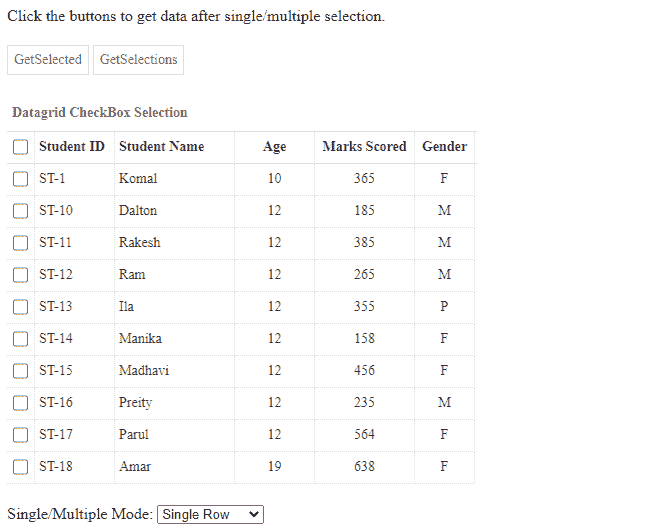 Click the buttons to get data after single/multiple selection.
GetSelected GetSelections
Datagrid CheckBox Selection
Student ID Student Name Age Marks Scored Gender
ST-1 Komal 10 365 F
ST-10 Dalton 12 185 M
ST-11 Rakesh 12 385 M
ST-12 Ram 12 265 M
ST-13 Ila 12 355 P
ST-14 Manika 12 158 F
ST-15 Madhavi 12 456 F
ST-16 Preity 12 235 M
ST-17 Parul 12 564 F
ST-18 Amar 19 638 F
Single/Multiple Mode: Single Row